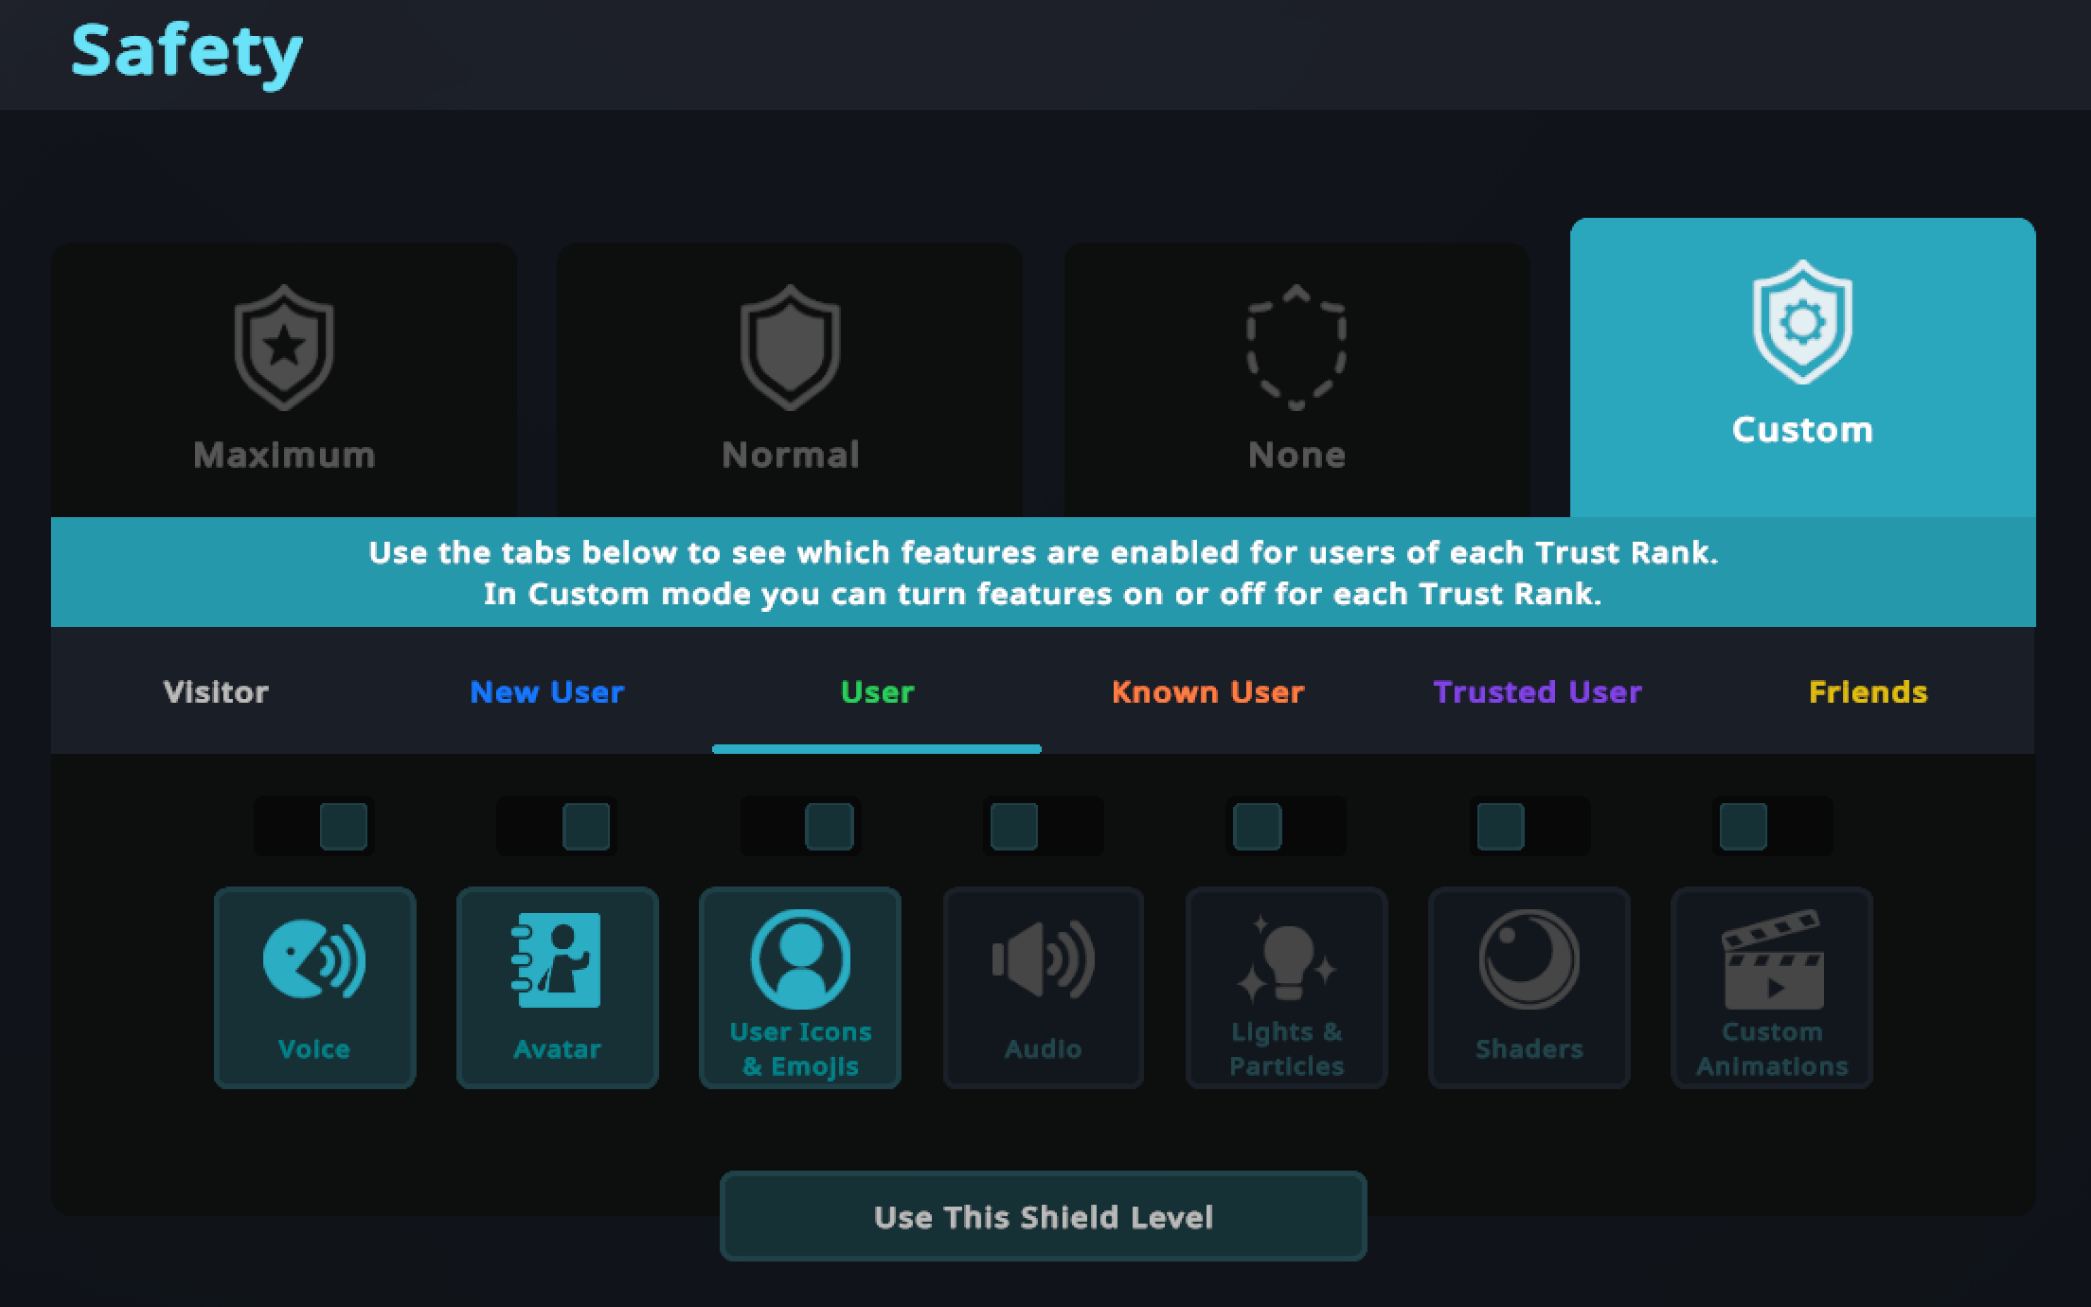 Safety
Maximum
Normal
None
Custom
Use the tabs below to see which features are enabled for users of each Trust Rank.
In Custom mode you can turn features on or off for each Trust Rank.
Visitor
New User
User
Known User
Trusted User
Friends
Voice
Avatar
User Icons
& Emojis
Audio
Lights &
Particles
Shaders
Custom
Animations
Use This Shield Level